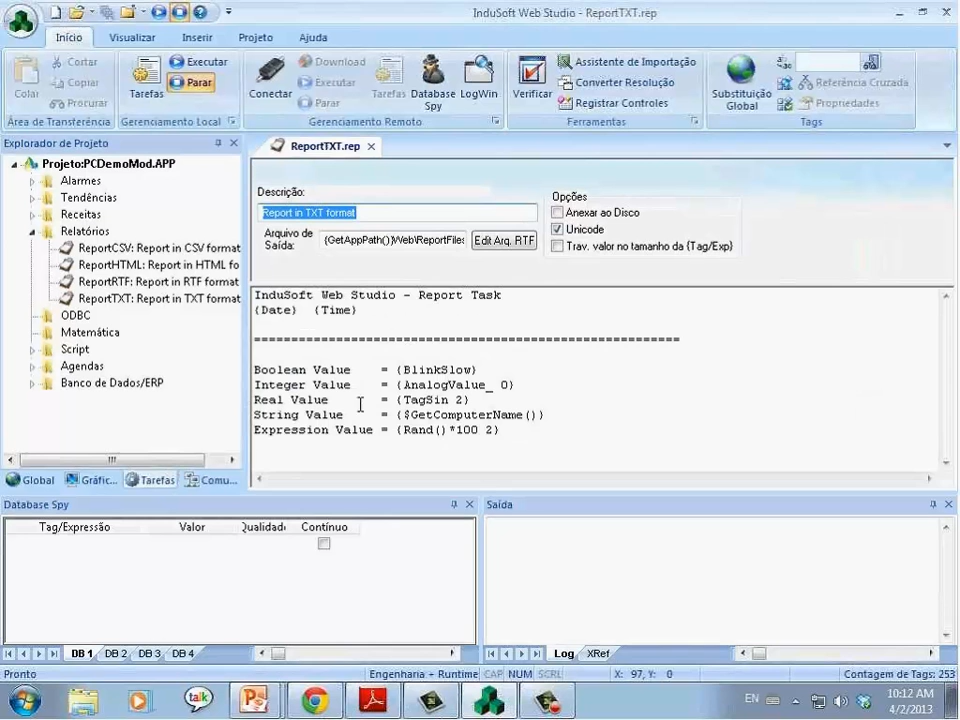 InduSoft Web Studio - ReportTXT.rep
Início Visualizar Inserir Projeto Ajuda
Colar
Cortar
Copiar
Procurar
Área de Transferência
Tarefas
Executar
Parar
Gerenciamento Local
Conectar
Download
Executar
Parar
Tarefas
Database Spy
LogWin
Gerenciamento Remoto
Verificar
Assistente de Importação
Converter Resolução
Registrar Controles
Ferramentas
Substituição Global
Referência Cruzada
Propriedades
Tags
Explorador de Projeto
Projeto:PCDemoMod.APP
Alarmes
Tendências
Receitas
Relatórios
ReportCSV: Report in CSV format
ReportHTML: Report in HTML fo
ReportRTF: Report in RTF format
ReportTXT: Report in TXT format
ODBC
Matemática
Script
Agendas
Banco de Dados/ERP
Global Gráfic... Tarefas Comu...
ReportTXT.rep
Descrição:
Report in TXT format
Arquivo de Saída:
{GetAppPath()}Web\ReportFiles
Edit Arq. RTF
Opções
Anexar ao Disco
Unicode
Trav. valor no tamanho da {Tag/Exp}
InduSoft Web Studio - Report Task
{Date} {Time}
=========================================================
Boolean Value = {BlinkSlow}
Integer Value = {AnalogValue_ 0}
Real Value = {TagSin 2}
String Value = {$GetComputerName()}
Expression Value = {Rand()*100 2}
Database Spy
Tag/Expressão Valor Qualidade Contínuo
DB 1 DB 2 DB 3 DB 4
Saída
Log XRef
Pronto
Engenharia + Runtime CAP NUM SCRL X: 97, Y: 0 Contagem de Tags: 253
talk
EN
10:12 AM
4/2/2013